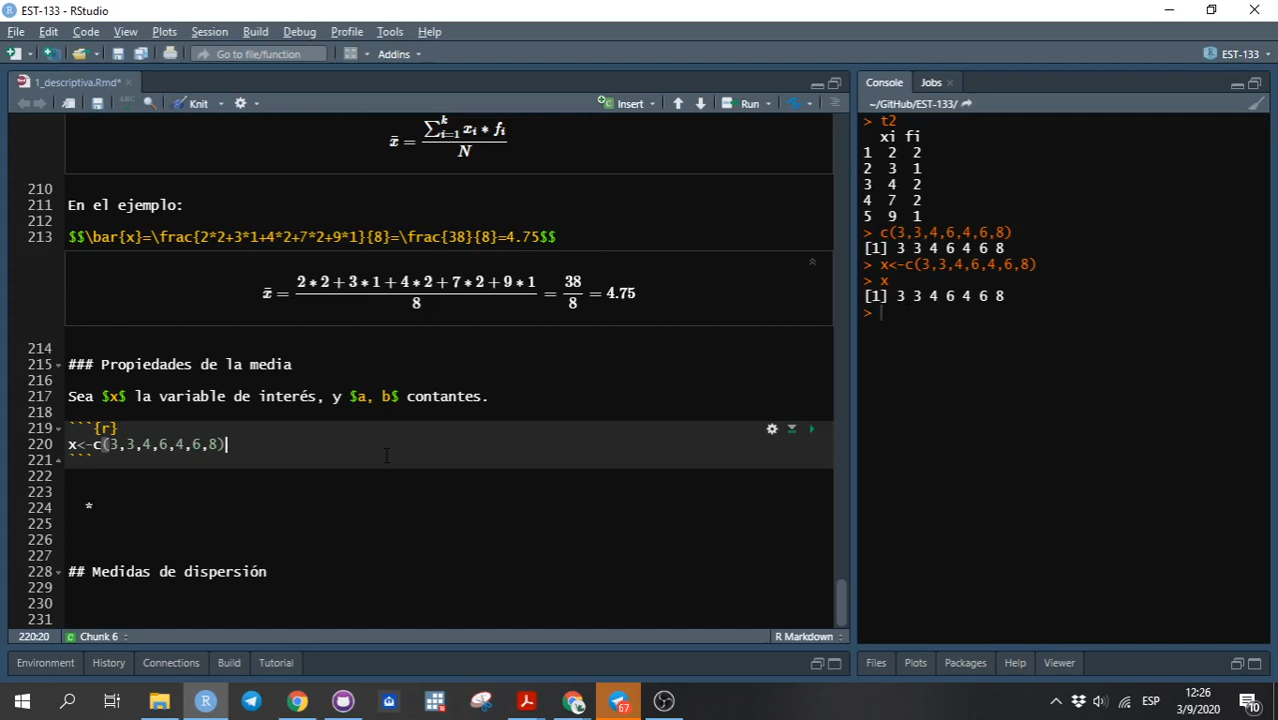 EST-133 - RStudio
File Edit Code View Plots Session Build Debug Profile Tools Help
Go to file/function Addins EST-133
1_descriptiva.Rmd*
Knit Insert Run
x̄ = \frac{\sum_{i=1}^{k} x_i * f_i}{N}
210
211 En el ejemplo:
212
213 $$\bar{x}=\frac{2*2+3*1+4*2+7*2+9*1}{8}=\frac{38}{8}=4.75$$
x̄ = \frac{2 * 2 + 3 * 1 + 4 * 2 + 7 * 2 + 9 * 1}{8} = \frac{38}{8} = 4.75
214
215 ### Propiedades de la media
216
217 Sea $x$ la variable de interés, y $a, b$ contantes.
218
219 ```{r}
220 x<-c(3,3,4,6,4,6,8)
221 ```
222
223
224 *
225
226
227
228 ## Medidas de dispersión
229
230
231
220:20 Chunk 6 R Markdown
Environment History Connections Build Tutorial
Console Jobs
~/GitHub/EST-133/
> t2
xi fi
1 2 2
2 3 1
3 4 2
4 7 2
5 9 1
> c(3,3,4,6,4,6,8)
[1] 3 3 4 6 4 6 8
> x<-c(3,3,4,6,4,6,8)
> x
[1] 3 3 4 6 4 6 8
>
Files Plots Packages Help Viewer
67
ESP
12:26
3/9/2020
10